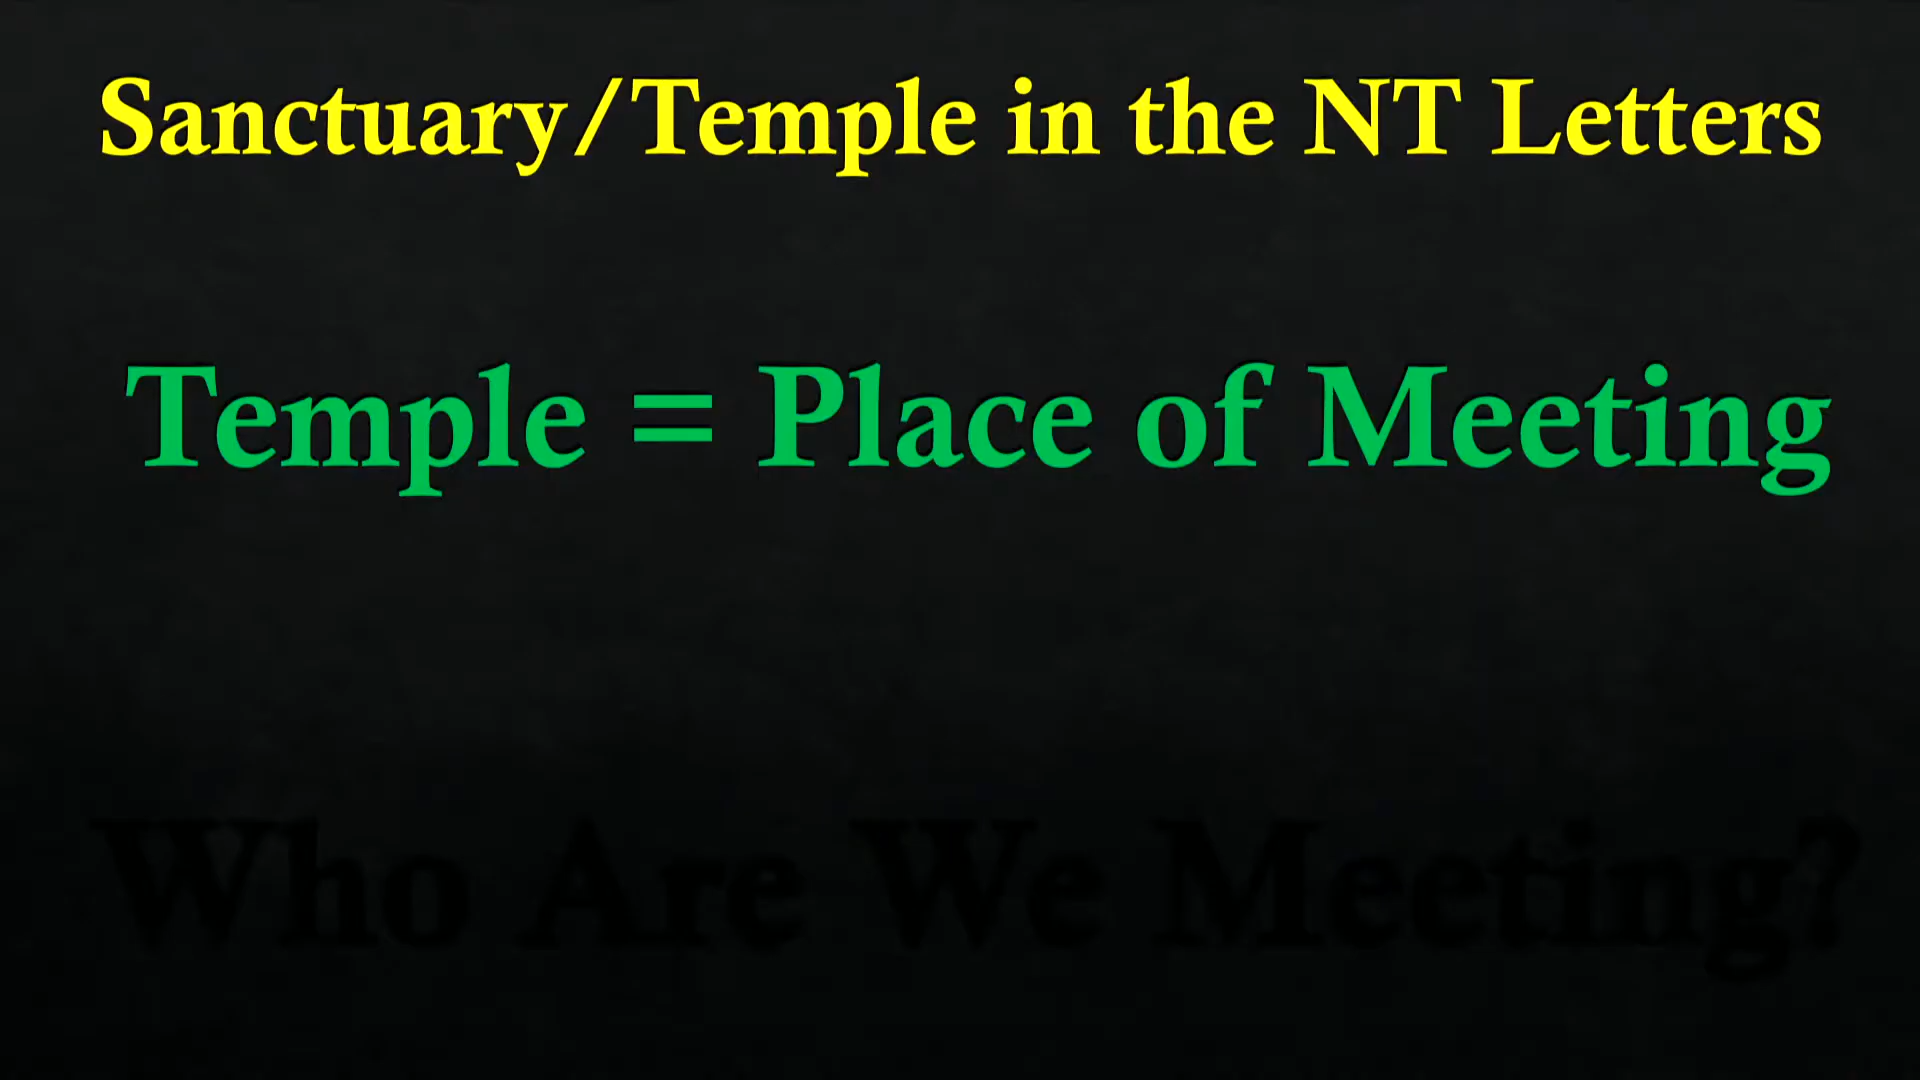 Sanctuary/Temple in the NT Letters
Temple = Place of Meeting
Who Are We Meeting?